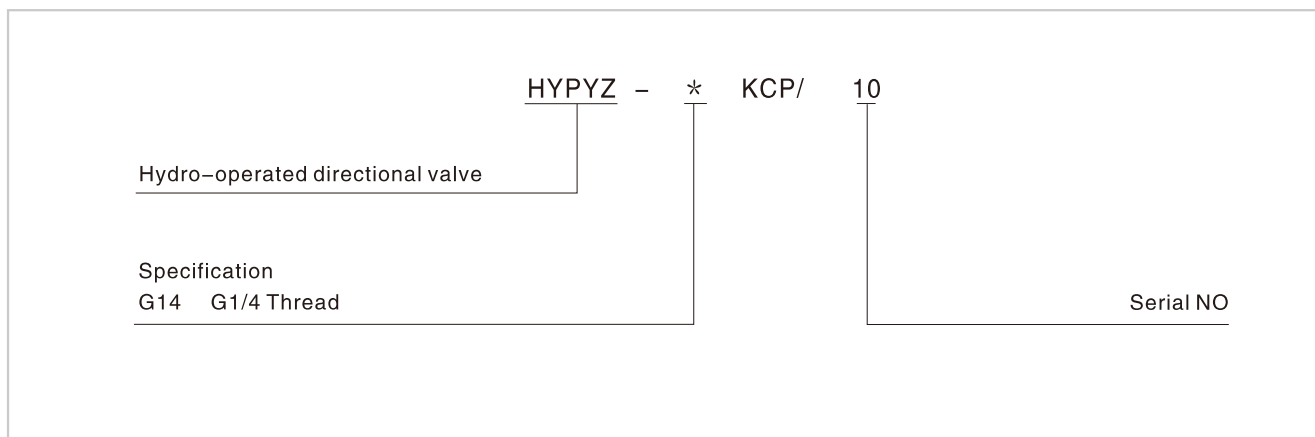 HYPYZ – * KCP/ 10
Hydro–operated directional valve
Specification
G14 G1/4 Thread
Serial NO